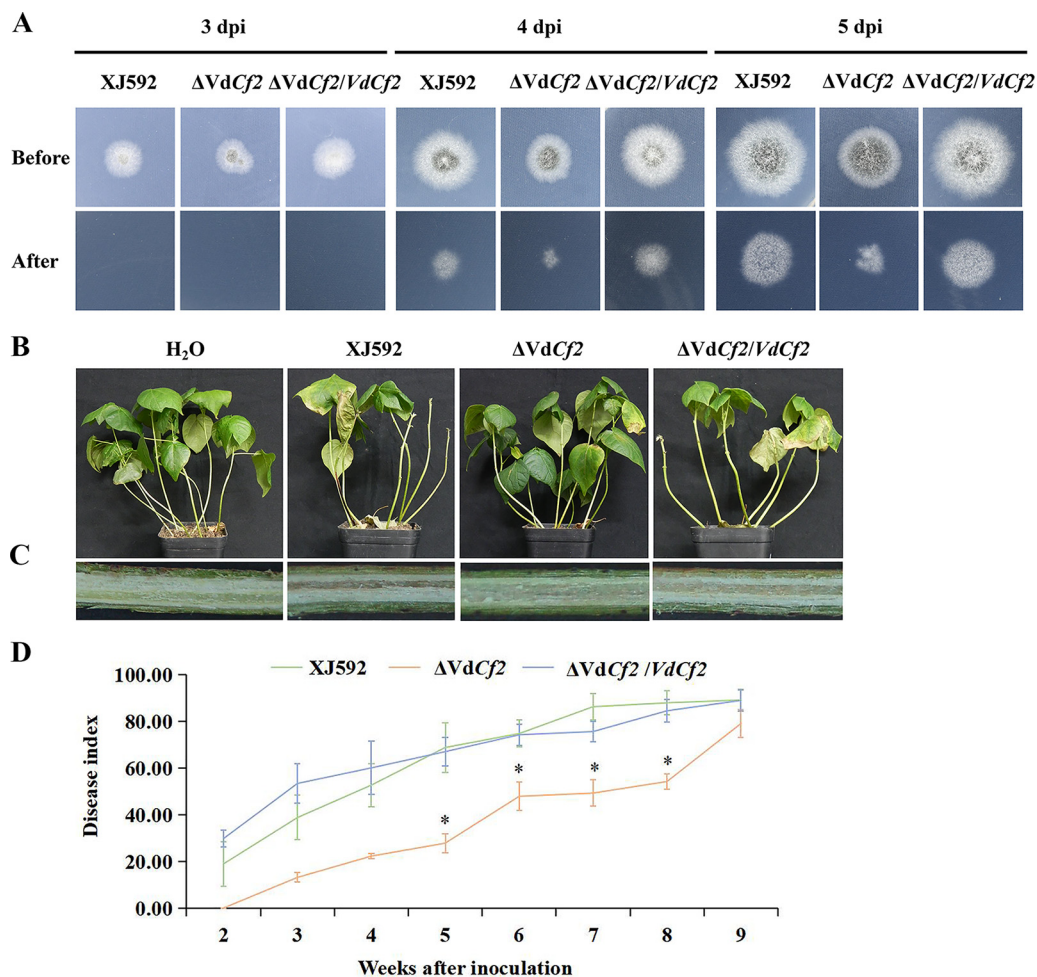 A
3 dpi 4 dpi 5 dpi
XJ592 ΔVdCf2 ΔVdCf2/VdCf2 XJ592 ΔVdCf2 ΔVdCf2/VdCf2 XJ592 ΔVdCf2 ΔVdCf2/VdCf2
Before
After
B
H₂O XJ592 ΔVdCf2 ΔVdCf2/VdCf2
C
D
XJ592 ΔVdCf2 ΔVdCf2 /VdCf2
Disease index
100.00
80.00
60.00
40.00
20.00
0.00
* * * *
2 3 4 5 6 7 8 9
Weeks after inoculation